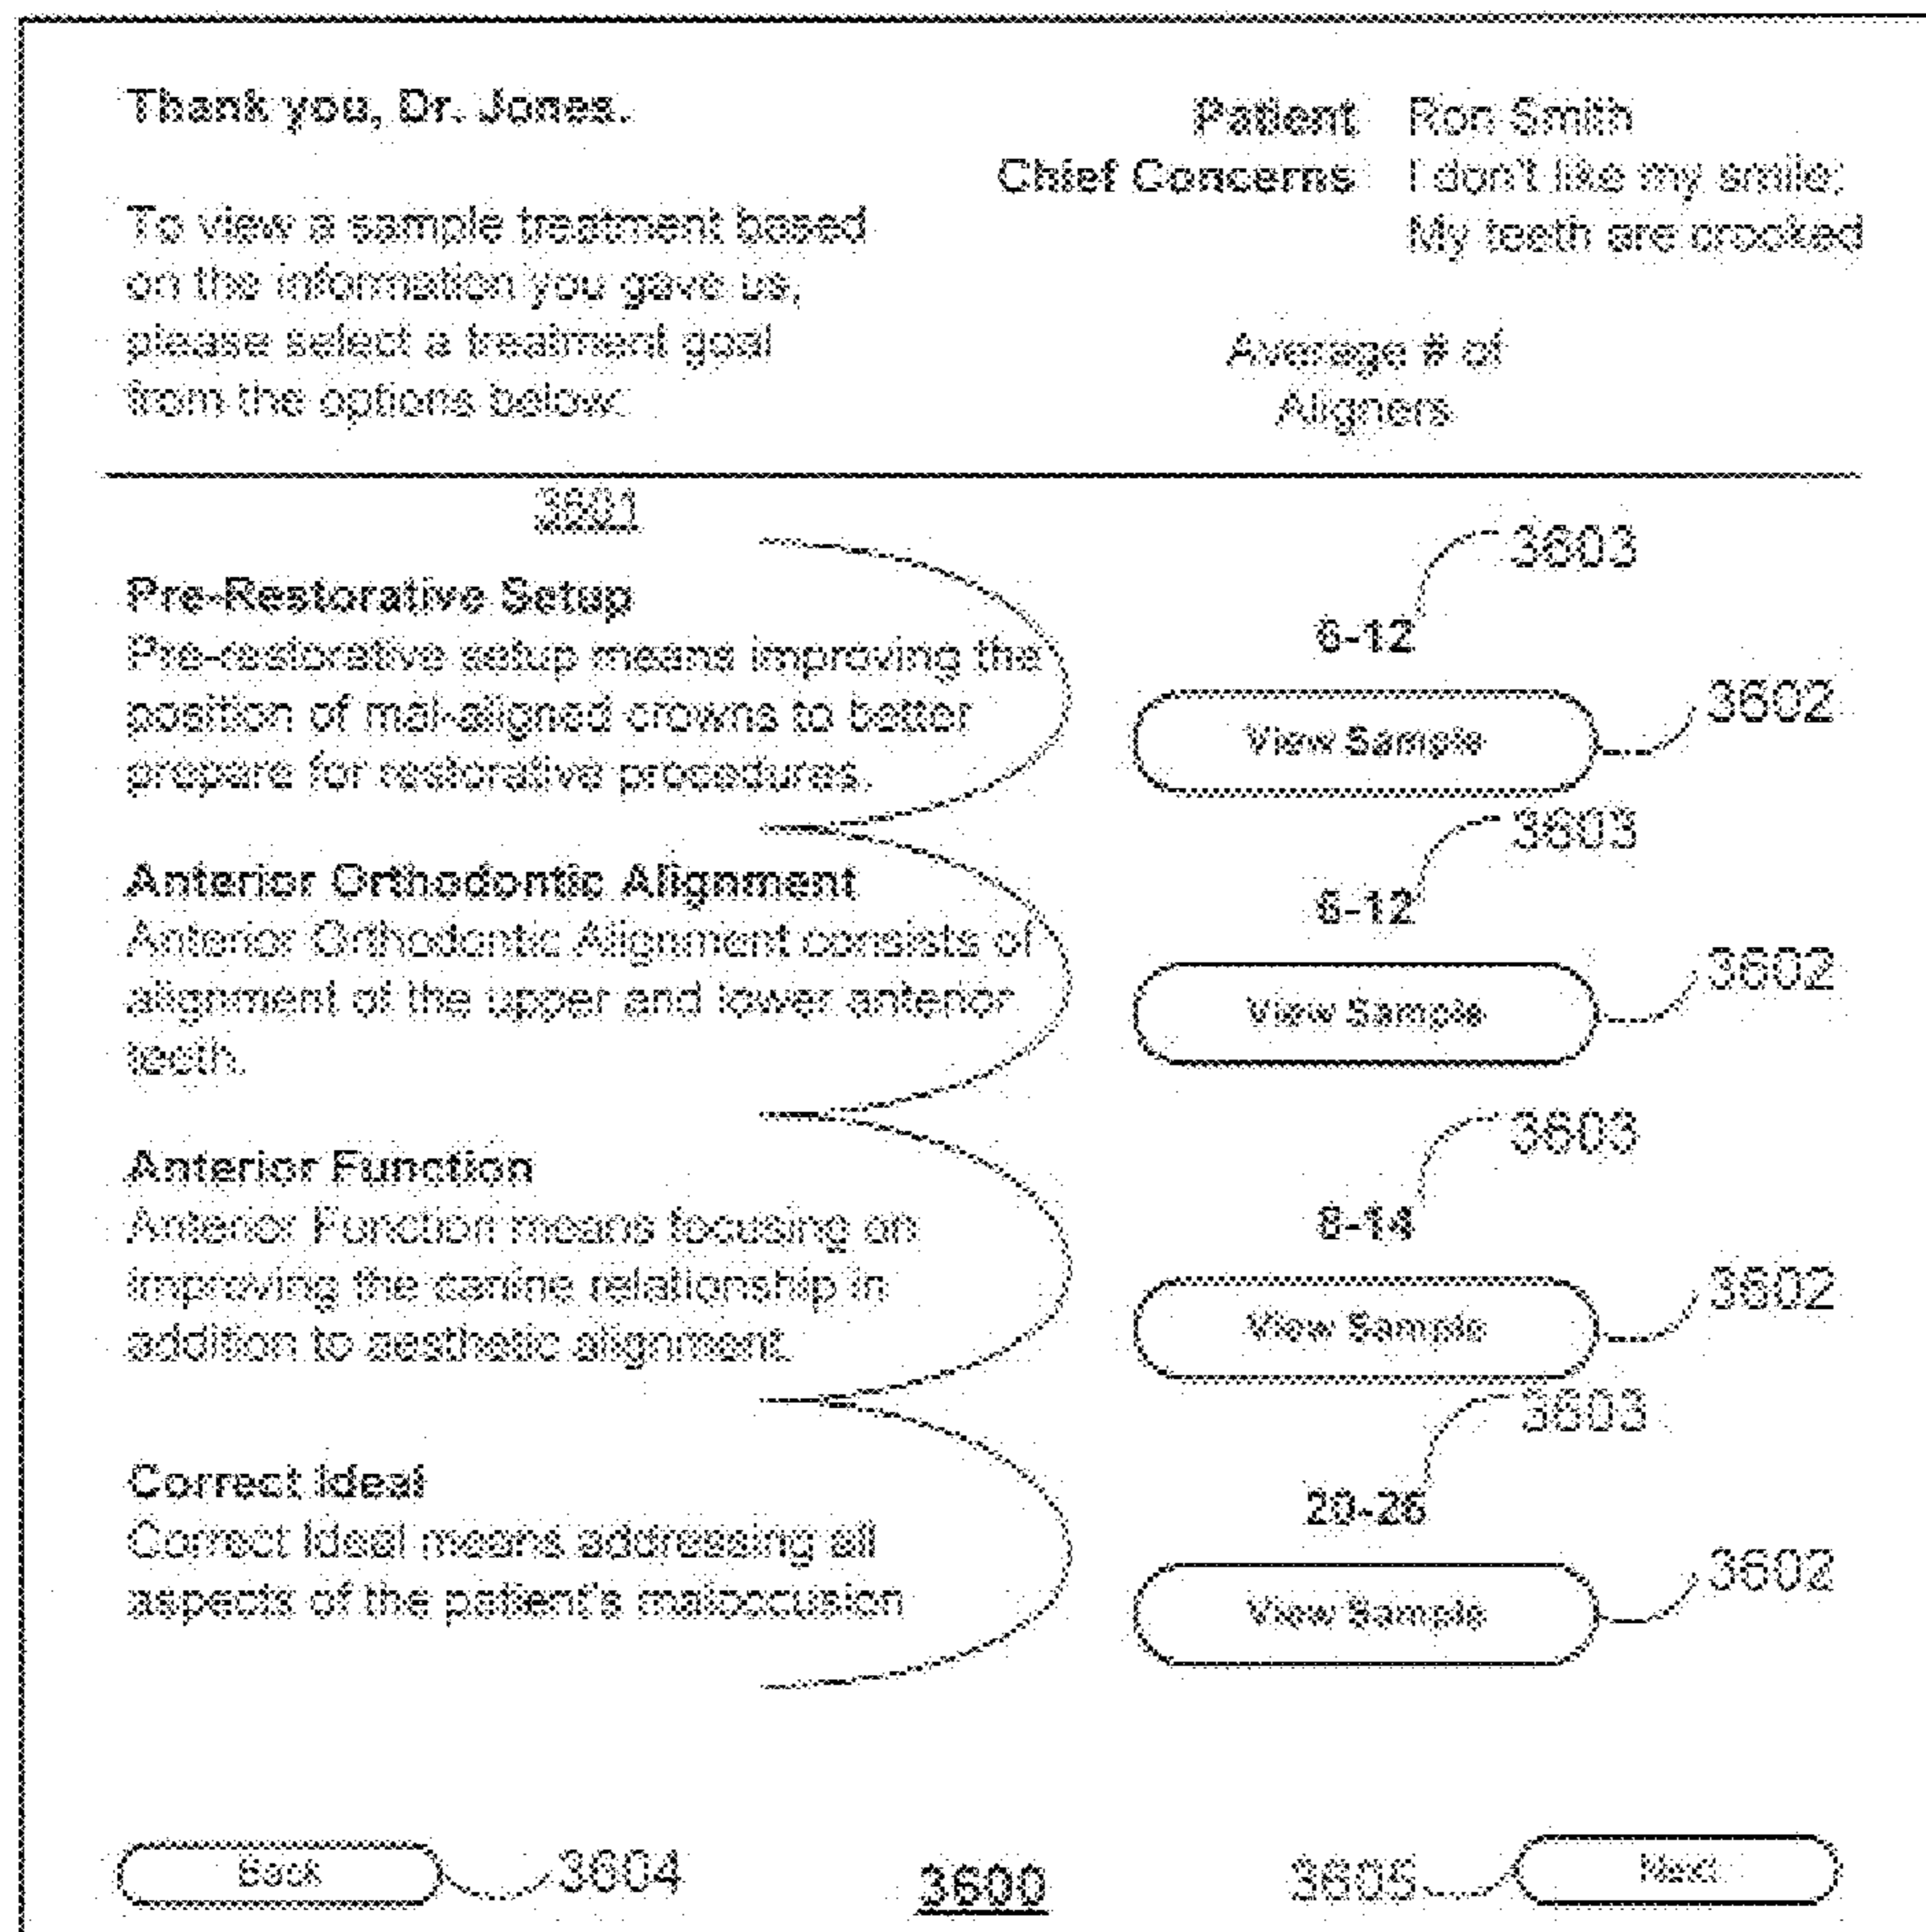 Thank you, Dr. Jones.
To view a sample treatment based
on the information you gave us,
please select a treatment goal
from the options below:
Patient Ron Smith
Chief Concerns I don't like my smile;
My teeth are crooked
Average # of
Aligners
3601
3603
Pre-Restorative Setup
6-12
Pre-restorative setup means improving the
position of mal-aligned crowns to better
prepare for restorative procedures.
3602
View Sample
3603
Anterior Orthodontic Alignment
6-12
Anterior Orthodontic Alignment consists of
alignment of the upper and lower anterior
teeth.
3602
View Sample
3603
Anterior Function
Anterior Function means focusing on
improving the canine relationship in
addition to aesthetic alignment.
3602
View Sample
3603
Correct Ideal
20-26
Correct Ideal means addressing all
aspects of the patient's maloccusion
3602
View Sample
Back 3604 3600 3605 Next